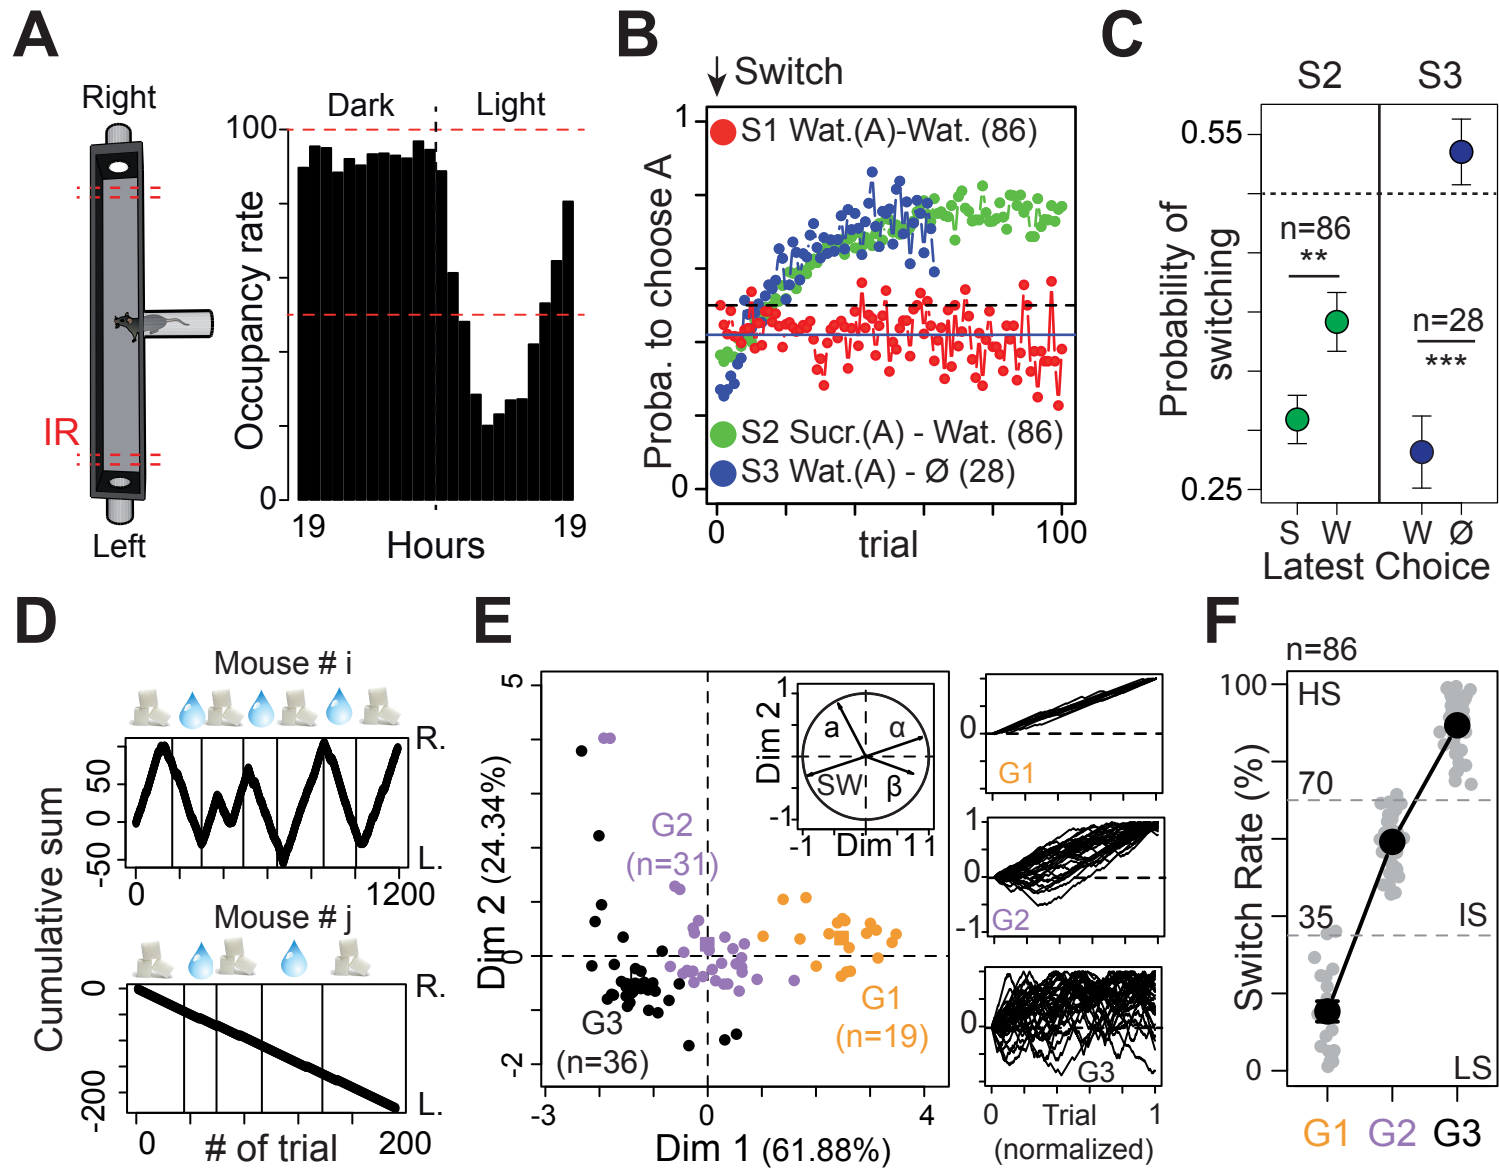 A
Right
IR
Left
Dark
Light
100
0
Occupancy rate
19
19
Hours
B
Switch
1
0
Proba. to choose A
S1 Wat.(A)-Wat. (86)
S2 Sucr.(A) - Wat. (86)
S3 Wat.(A) - Ø (28)
0
100
trial
C
S2
S3
0.55
0.25
Probability of
switching
n=86
**
n=28
***
S
W
W
Ø
Latest Choice
D
Mouse # i
R.
L.
50
0
0
-50
0
1200
Cumulative sum
Mouse # j
R.
L.
0
-200
0
200
# of trial
E
5
0
-2
Dim 2 (24.34%)
-3
0
4
Dim 1 (61.88%)
G2
(n=31)
G3
(n=36)
G1
(n=19)
1
-1
Dim 2
a
α
SW
β
-1
Dim 1
1
1
0
G1
1
0
-1
G2
0
G3
0
Trial
1
(normalized)
F
n=86
100
HS
70
35
IS
0
LS
Switch Rate (%)
G1
G2
G3